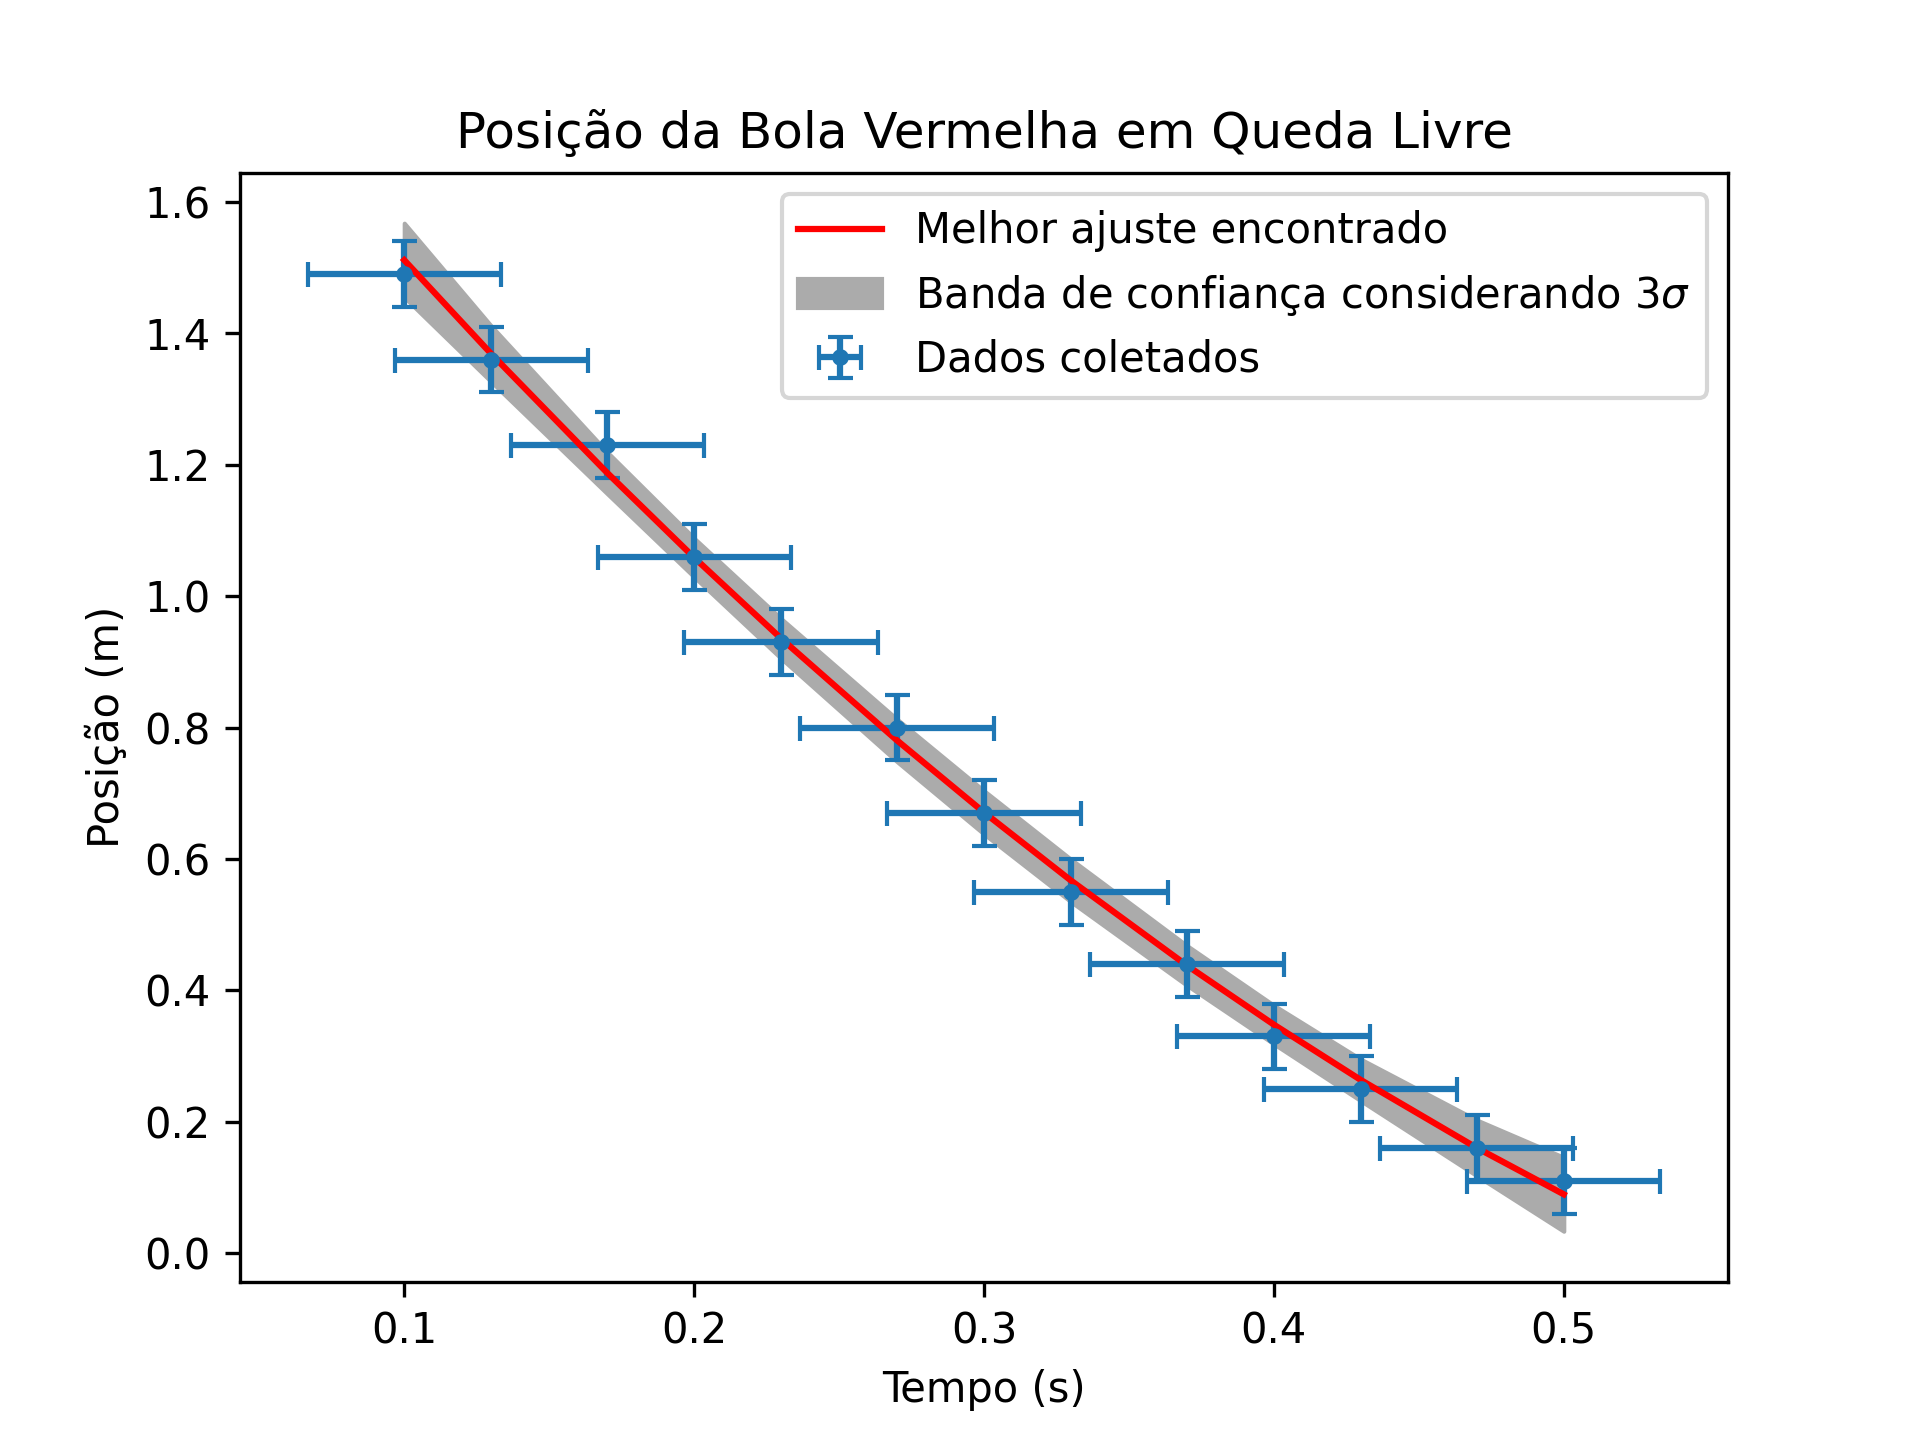 Posição da Bola Vermelha em Queda Livre
Melhor ajuste encontrado
Banda de confiança considerando 3σ
Dados coletados
Posição (m)
1.6
1.4
1.2
1.0
0.8
0.6
0.4
0.2
0.0
0.1 0.2 0.3 0.4 0.5
Tempo (s)